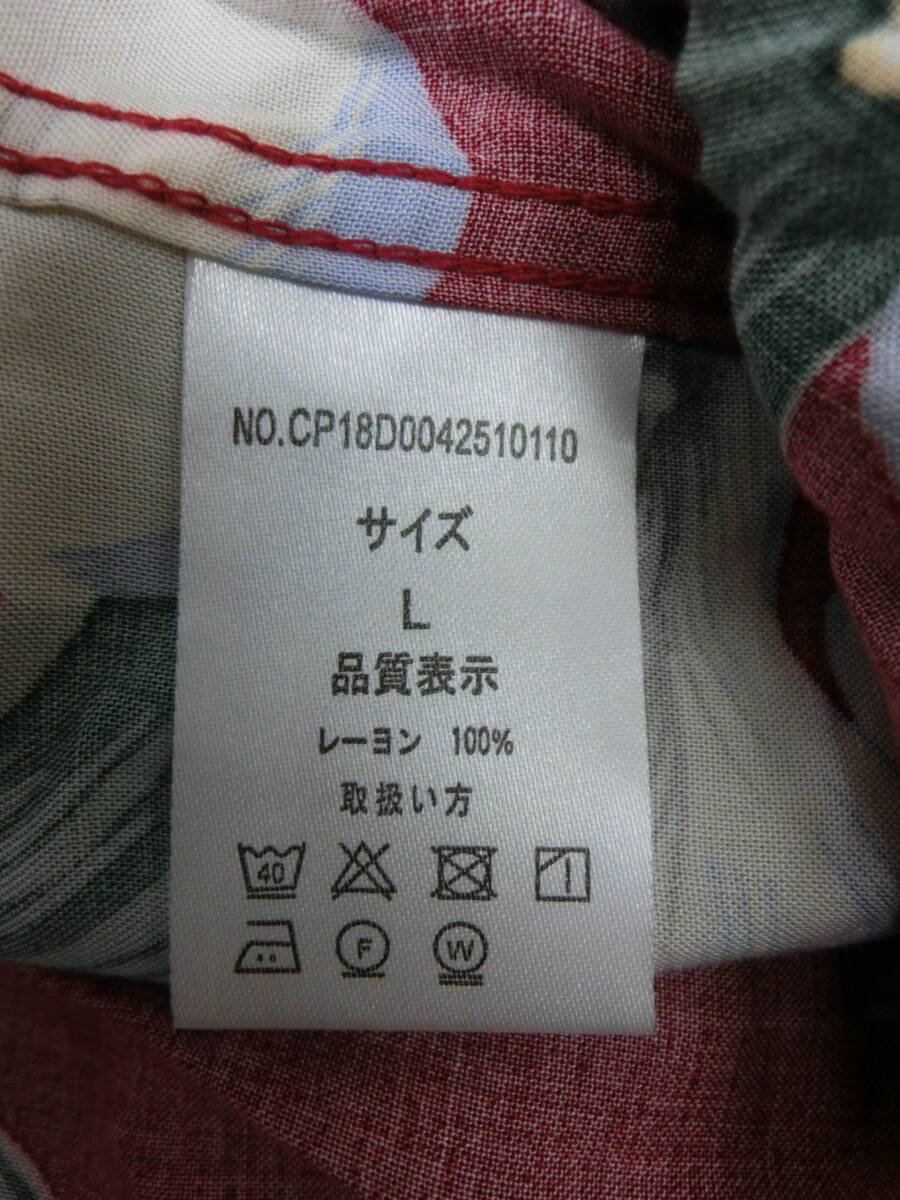 NO.CP18D0042510110
サイズ
L
品質表示
レーヨン 100%
取扱い方
40
F W